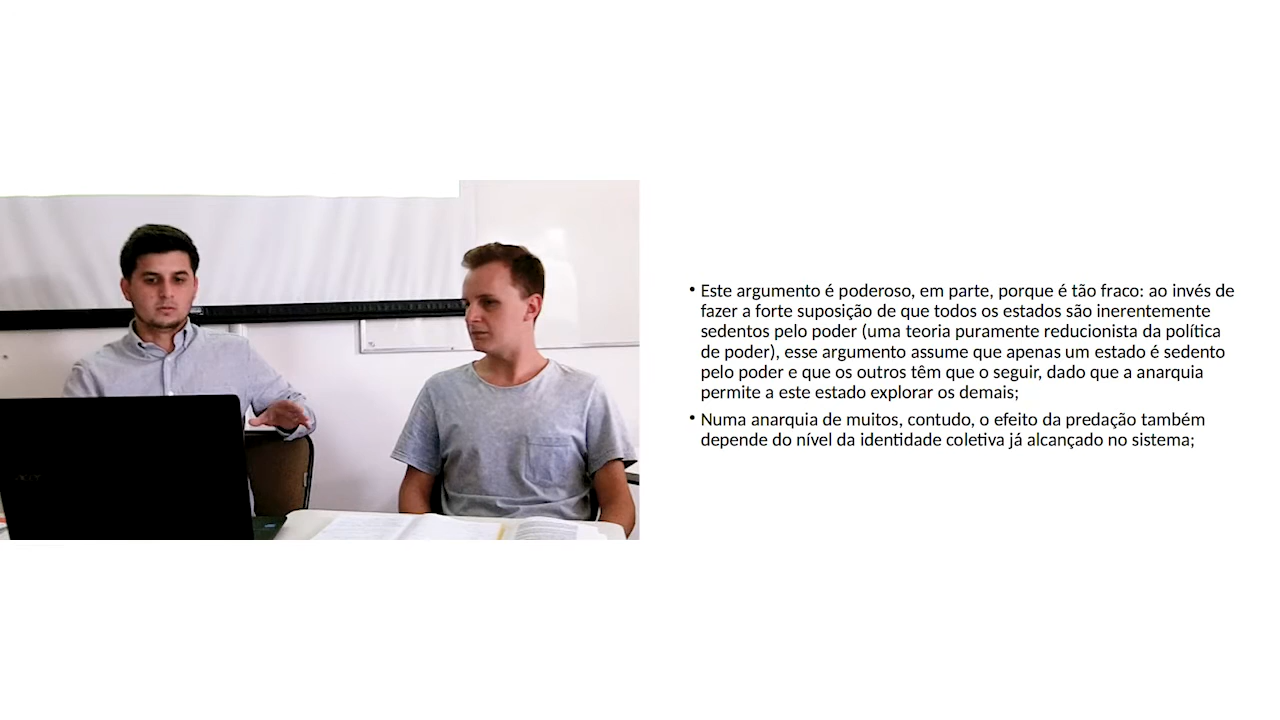 • Este argumento é poderoso, em parte, porque é tão fraco: ao invés de
fazer a forte suposição de que todos os estados são inerentemente
sedentos pelo poder (uma teoria puramente reducionista da política
de poder), esse argumento assume que apenas um estado é sedento
pelo poder e que os outros têm que o seguir, dado que a anarquia
permite a este estado explorar os demais;
• Numa anarquia de muitos, contudo, o efeito da predação também
depende do nível da identidade coletiva já alcançado no sistema;